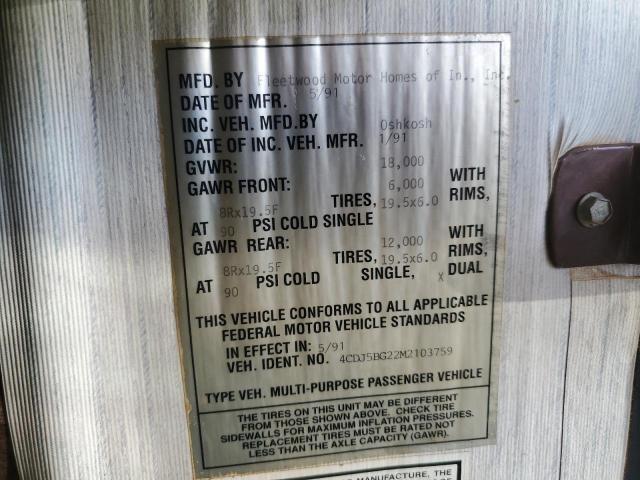 MFD. BY Fleetwood Motor Homes of In., Inc.
DATE OF MFR. 5/91
INC. VEH. MFD.BY Oshkosh
DATE OF INC. VEH. MFR. 1/91
GVWR: 18,000
GAWR FRONT: 6,000 WITH
8Rx19.5F TIRES, 19.5x6.0 RIMS,
AT 90 PSI COLD SINGLE
GAWR REAR: 12,000 WITH
8Rx19.5F TIRES, 19.5x6.0 RIMS,
AT 90 PSI COLD SINGLE, X DUAL
THIS VEHICLE CONFORMS TO ALL APPLICABLE
FEDERAL MOTOR VEHICLE STANDARDS
IN EFFECT IN: 5/91
VEH. IDENT. NO. 4CDJ5BG22M2103759
TYPE VEH. MULTI-PURPOSE PASSENGER VEHICLE
THE TIRES ON THIS UNIT MAY BE DIFFERENT
FROM THOSE SHOWN ABOVE. CHECK TIRE
SIDEWALLS FOR MAXIMUM INFLATION PRESSURES.
REPLACEMENT TIRES MUST BE RATED NOT
LESS THAN THE AXLE CAPACITY (GAWR).
MANUFACTURE, THE